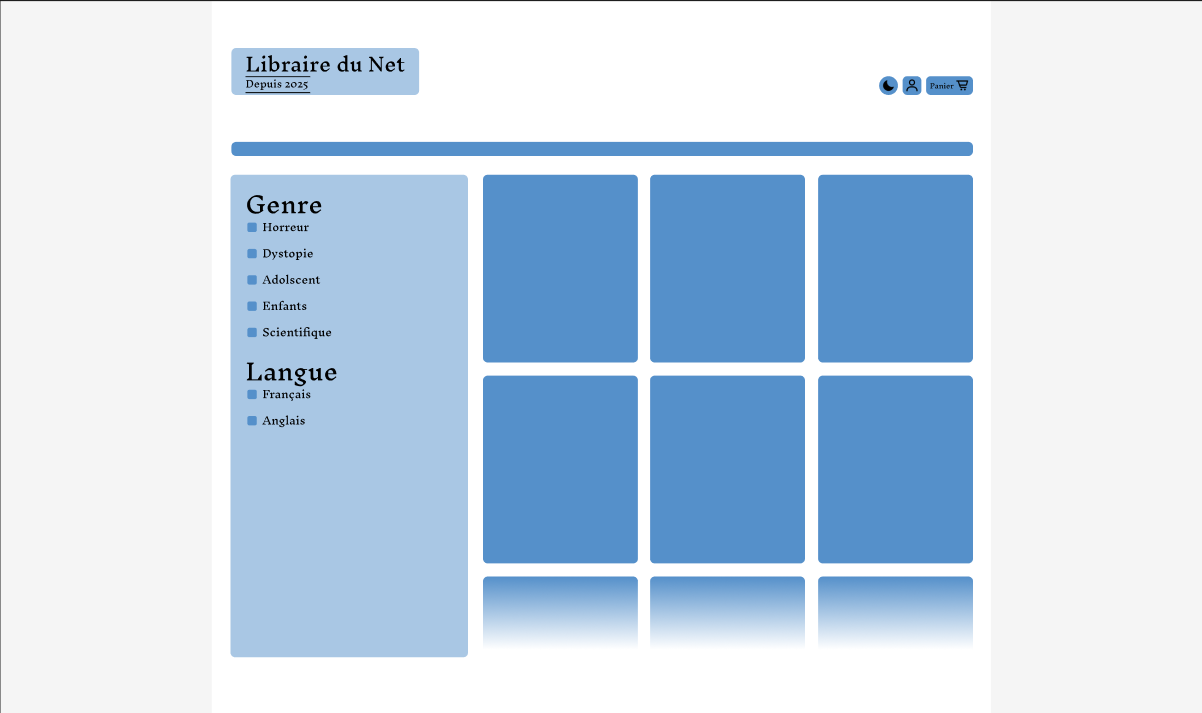 Libraire du Net
Depuis 2025
Panier
Genre
Horreur
Dystopie
Adolscent
Enfants
Scientifique
Langue
Français
Anglais